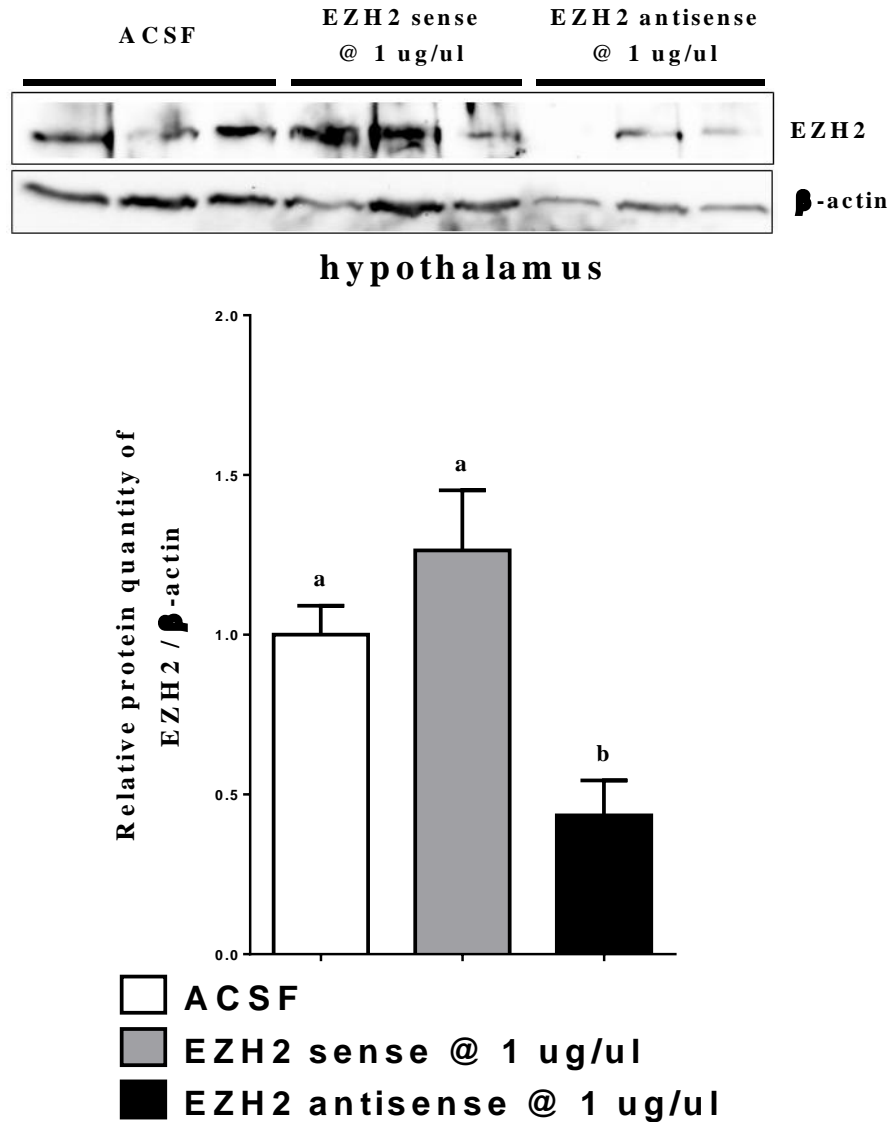 ACSF
EZH2 sense
@ 1 ug/ul
EZH2 antisense
@ 1 ug/ul
EZH2
β-actin
hypothalamus
2.0
1.5
1.0
0.5
0.0
Relative protein quantity of
EZH2 / β-actin
a
a
b
ACSF
EZH2 sense @ 1 ug/ul
EZH2 antisense @ 1 ug/ul